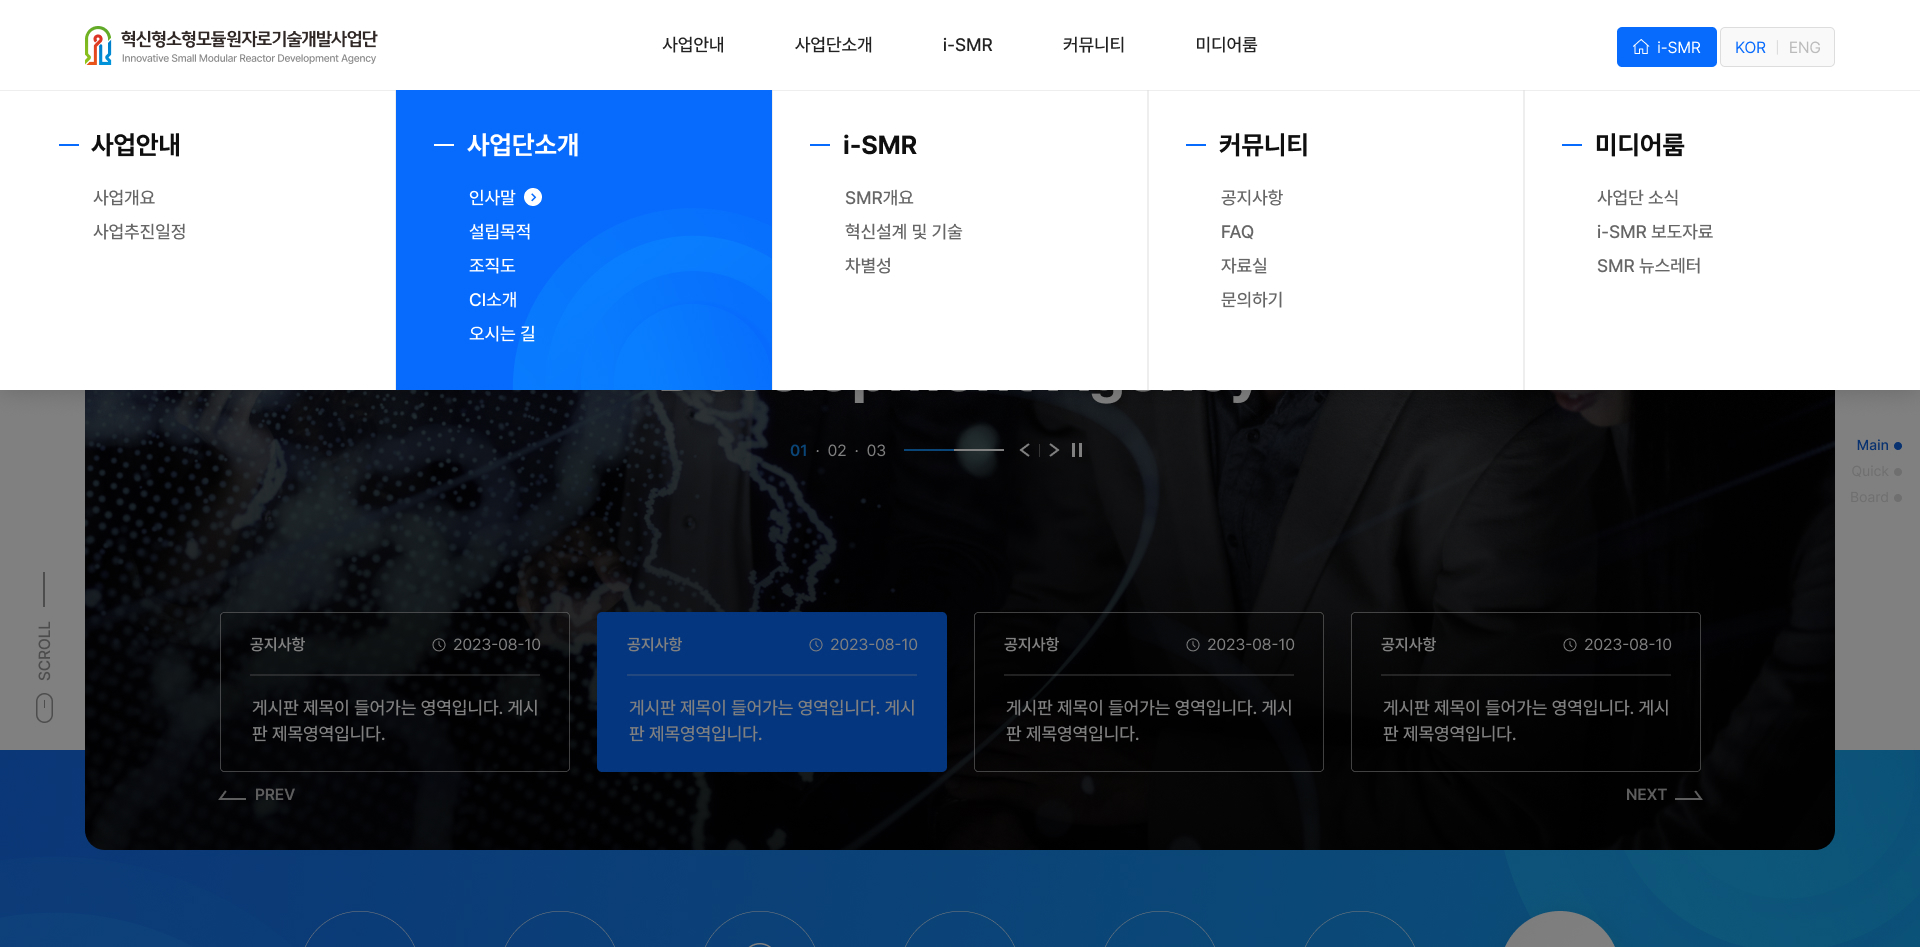 혁신형소형모듈원자로기술개발사업단
Innovative Small Modular Reactor Development Agency
사업안내
사업단소개
i-SMR
커뮤니티
미디어룸
i-SMR
KOR
ENG
사업안내
사업개요
사업추진일정
사업단소개
인사말
설립목적
조직도
CI소개
오시는 길
i-SMR
SMR개요
혁신설계 및 기술
차별성
커뮤니티
공지사항
FAQ
자료실
문의하기
미디어룸
사업단 소식
i-SMR 보도자료
SMR 뉴스레터
Development Agency
01 · 02 · 03
Main
Quick
Board
SCROLL
공지사항
2023-08-10
게시판 제목이 들어가는 영역입니다. 게시
판 제목영역입니다.
공지사항
2023-08-10
게시판 제목이 들어가는 영역입니다. 게시
판 제목영역입니다.
공지사항
2023-08-10
게시판 제목이 들어가는 영역입니다. 게시
판 제목영역입니다.
공지사항
2023-08-10
게시판 제목이 들어가는 영역입니다. 게시
판 제목영역입니다.
PREV
NEXT